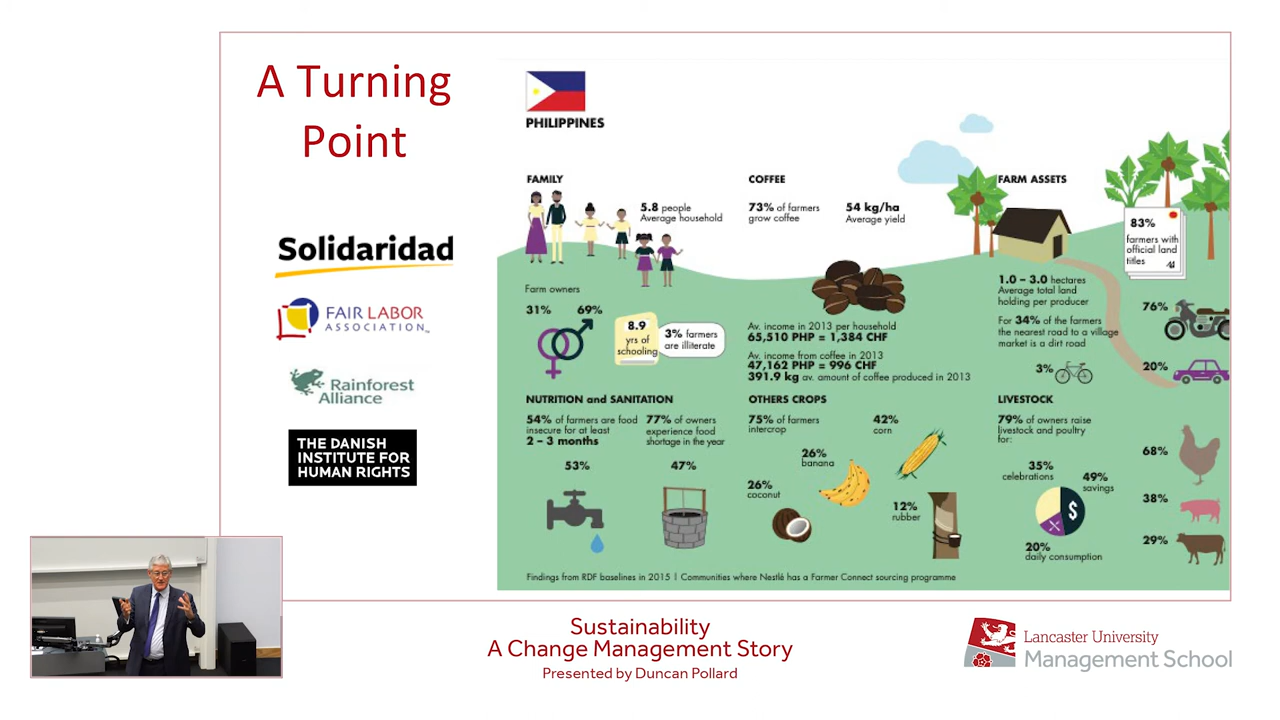 A Turning
Point
Solidaridad
FAIR LABOR
ASSOCIATION
Rainforest
Alliance
THE DANISH
INSTITUTE FOR
HUMAN RIGHTS
PHILIPPINES
FAMILY
5.8 people
Average household
Farm owners
31%
69%
8.9
yrs of
schooling
3% farmers
are illiterate
COFFEE
73% of farmers
grow coffee
54 kg/ha
Average yield
Av. income in 2013 per household
65,510 PHP = 1,384 CHF
Av. income from coffee in 2013
47,162 PHP = 996 CHF
391.9 kg av. amount of coffee produced in 2013
FARM ASSETS
83%
farmers with
official land
titles
1.0 – 3.0 hectares
Average total land
holding per producer
For 34% of the farmers
the nearest road to a village
market is a dirt road
76%
3%
20%
NUTRITION and SANITATION
54% of farmers are food
insecure for at least
2 – 3 months
77% of owners
experience food
shortage in the year
53%
47%
OTHERS CROPS
75% of farmers
intercrop
42%
corn
26%
banana
26%
coconut
12%
rubber
LIVESTOCK
79% of owners raise
livestock and poultry
for:
35%
celebrations
49%
savings
$
20%
daily consumption
68%
38%
29%
Findings from RDF baselines in 2015 | Communities where Nestlé has a Farmer Connect sourcing programme
Sustainability
A Change Management Story
Presented by Duncan Pollard
Lancaster University
Management School